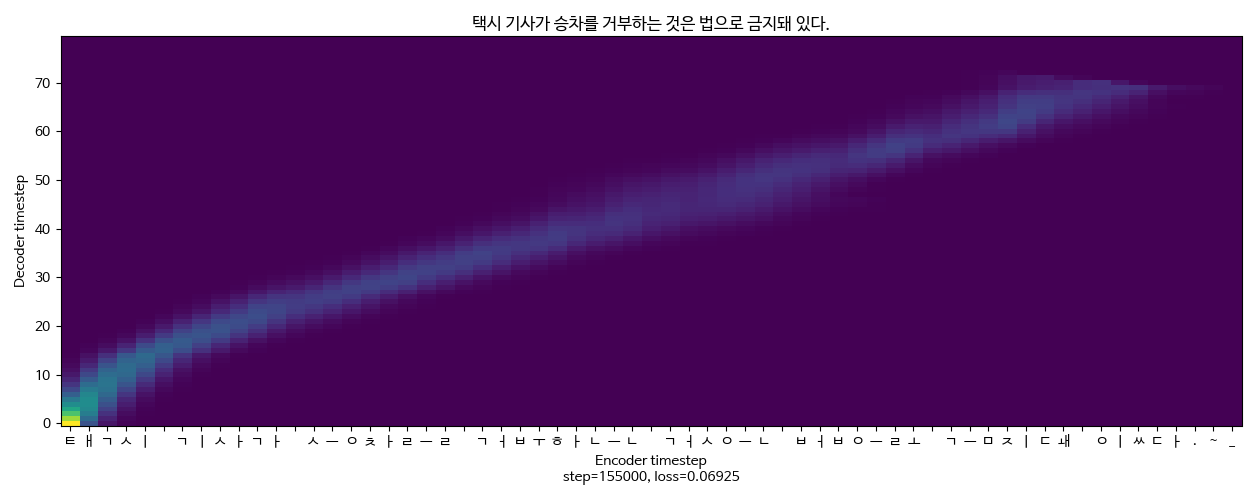 택시 기사가 승차를 거부하는 것은 법으로 금지돼 있다.
Decoder timestep
70
60
50
40
30
20
10
0
ㅌㅐㄱㅅㅣ ㄱㅣㅅㅏㄱㅏ ㅅㅡㅇㅊㅏㄹㅡㄹ ㄱㅓㅂㅜㅎㅏㄴㅡㄴ ㄱㅓㅅㅇㅡㄴ ㅂㅓㅂㅇㅡㄹㅗ ㄱㅡㅁㅈㅣㄷㅙ ㅇㅣㅆㄷㅏ.~_
Encoder timestep
step=155000, loss=0.06925